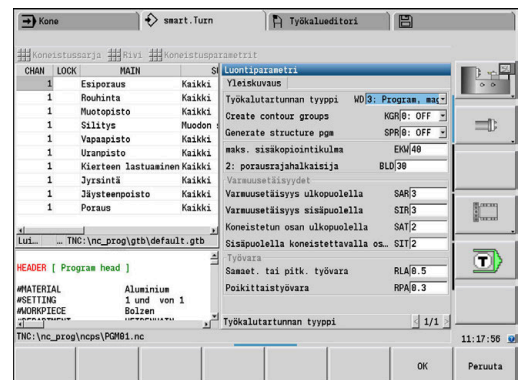 Kone smart.Turn Työkalueditori
Koneistussarja Rivi Koneistusparametrit
CHAN LOCK MAIN
1 Esiporaus Kaikki
1 Rouhinta Kaikki
1 Muotopisto Kaikki
1 Silitys Muodon
1 Vapaapisto Kaikki
1 Uranpisto Kaikki
1 Kierteen lastuaminen Kaikki
1 Jyrsintä Kaikki
1 Jäysteenpoisto Kaikki
1 Poraus Kaikki
Lui… … TNC:\nc_prog\gtb\default.gtb
HEADER [ Program head ]
#MATERIAL Aluminium
#SETTING 1 und von 1
#WORKPIECE Bolzen
TNC:\nc_prog\ncps\PGM01.nc
Luontiparametri
Yleiskuvaus
Työkalutartunnan tyyppi WD 3: Program, mag
Create contour groups KGR 0: OFF
Generate structure pgm SPR 0: OFF
maks. sisäkopiointikulma EKW 40
2: porausrajahalkaisija BLD 30
Varmuusetäisyydet
Varmuusetäisyys ulkopuolella SAR 3
Varmuusetäisyys sisäpuolella SIR 3
Koneistetun osan ulkopuolella SAT 2
Sisäpuolella koneistettavalla os… SIT 2
Työvara
Samaet. tai pitk. työvara RLA 0.5
Poikittaistyövara RPA 0.3
Työkalutartunnan tyyppi 1/1
T
11:17:56
OK Peruuta